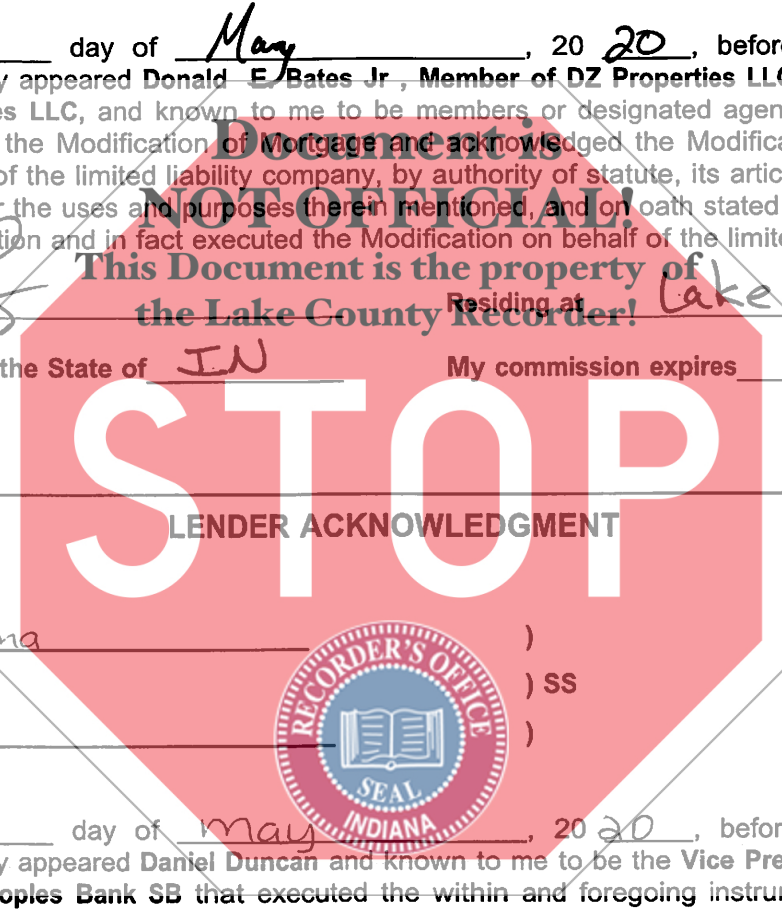 day of May, 20 20, before
y appeared Donald E Bates Jr , Member of DZ Properties LLC
es LLC, and known to me to be members or designated agen
the Modification of Mortgage and acknowledged the Modifica
of the limited liability company, by authority of statute, its artic
r the uses and purposes therein mentioned, and on oath stated
tion and in fact executed the Modification on behalf of the limite
Document is
NOT OFFICIAL!
This Document is the property of
the Lake County Recorder!
Residing at Lake
the State of IN My commission expires
STOP
LENDER ACKNOWLEDGMENT
na )
) SS
)
RECORDER'S OFFICE
SEAL
INDIANA
day of May, 20 20, before
y appeared Daniel Duncan and known to me to be the Vice Pre
oples Bank SB that executed the within and foregoing instru